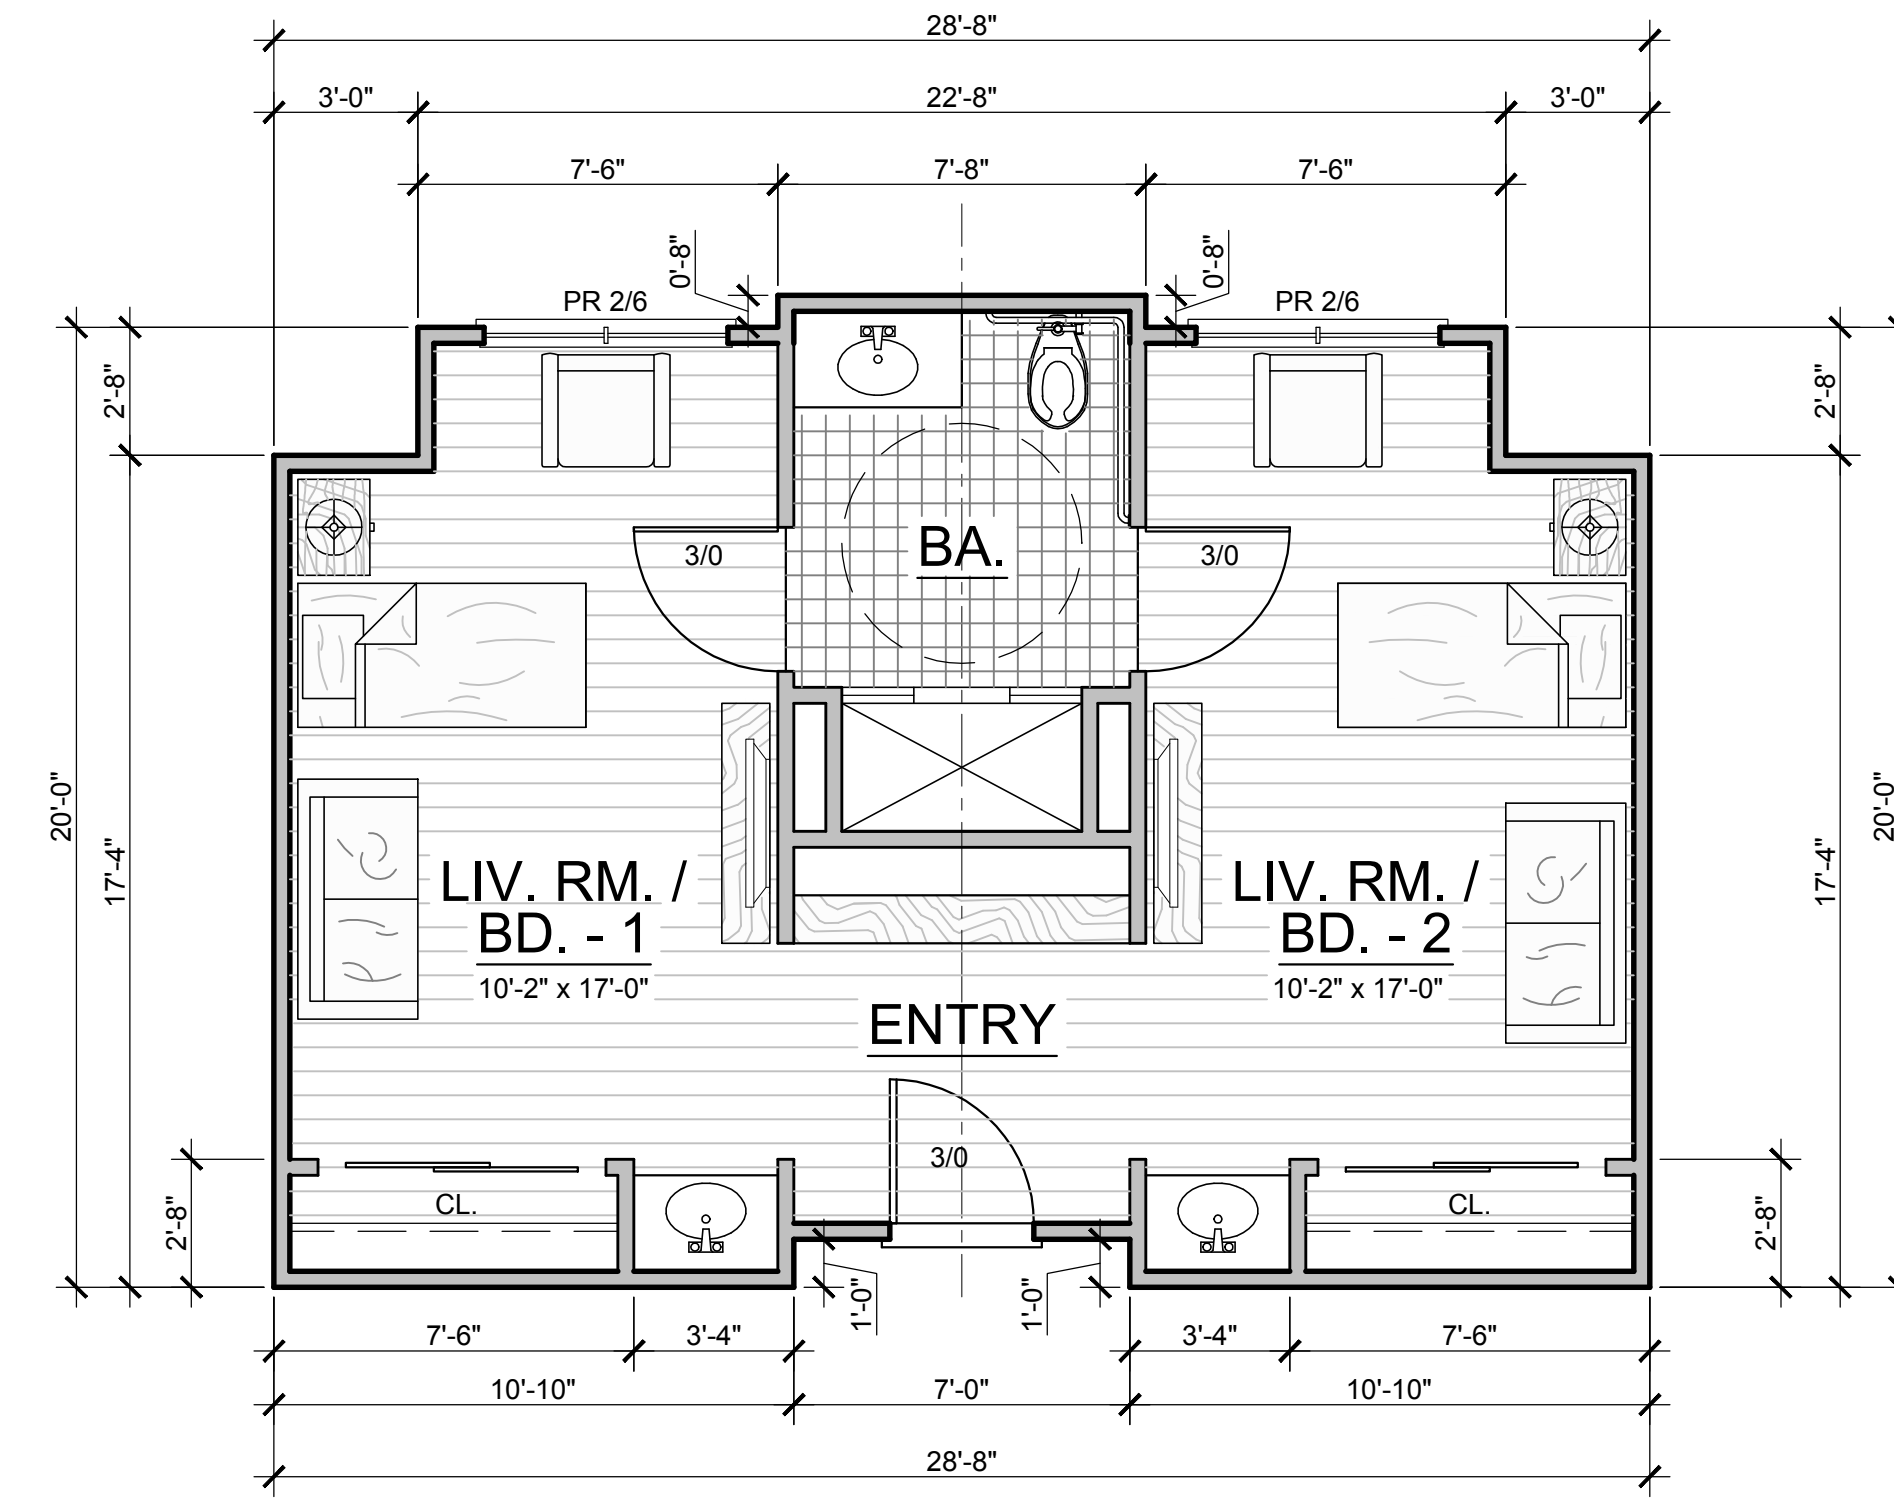 28'-8"
3'-0"
22'-8"
3'-0"
7'-6"
7'-8"
7'-6"
0'-8"
0'-8"
PR 2/6
PR 2/6
2'-8"
2'-8"
3/0
BA.
3/0
20'-0"
17'-4"
17'-4"
20'-0"
LIV. RM. /
BD. - 1
10'-2" x 17'-0"
LIV. RM. /
BD. - 2
10'-2" x 17'-0"
ENTRY
3/0
2'-8"
CL.
CL.
2'-8"
1'-0"
1'-0"
7'-6"
3'-4"
3'-4"
7'-6"
10'-10"
7'-0"
10'-10"
28'-8"